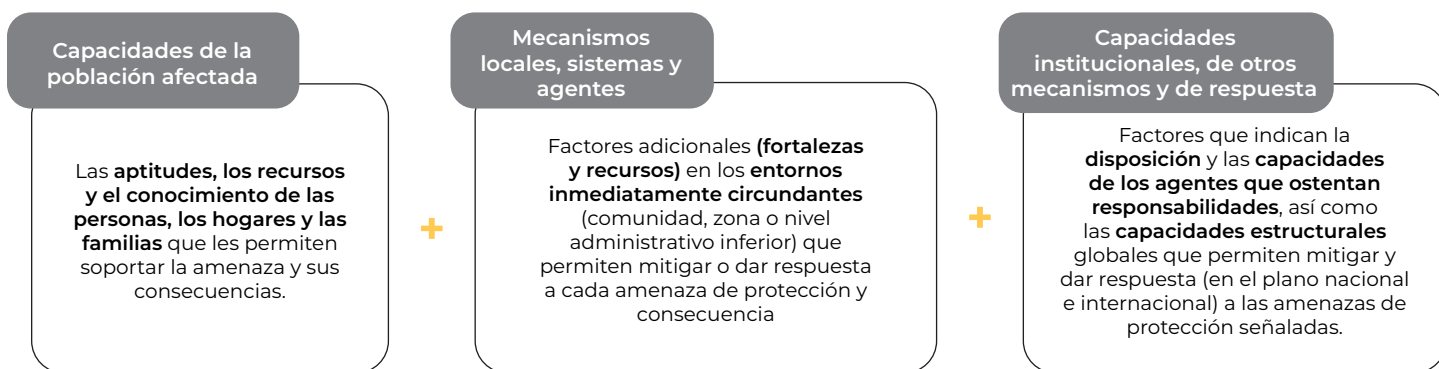 Capacidades de la
población afectada
Las aptitudes, los recursos
y el conocimiento de las
personas, los hogares y las
familias que les permiten
soportar la amenaza y sus
consecuencias.
+
Mecanismos
locales, sistemas y
agentes
Factores adicionales (fortalezas
y recursos) en los entornos
inmediatamente circundantes
(comunidad, zona o nivel
administrativo inferior) que
permiten mitigar o dar respuesta
a cada amenaza de protección y
consecuencia
+
Capacidades
institucionales, de otros
mecanismos y de respuesta
Factores que indican la
disposición y las capacidades
de los agentes que ostentan
responsabilidades, así como
las capacidades estructurales
globales que permiten mitigar y
dar respuesta (en el plano nacional
e internacional) a las amenazas de
protección señaladas.